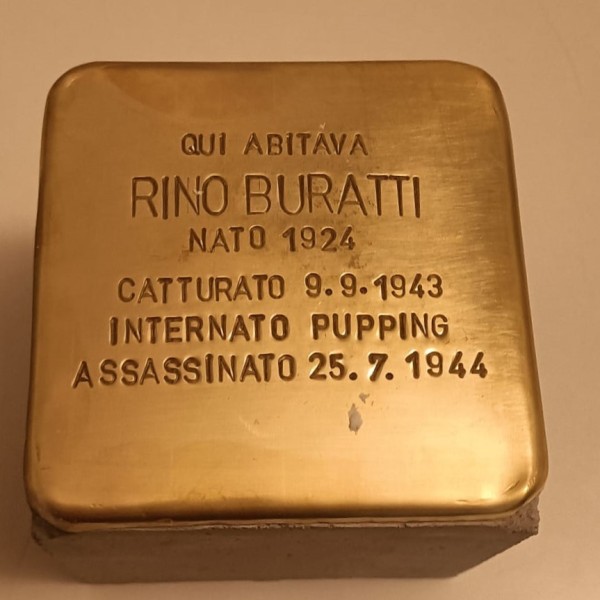 QUI ABITAVA
RINO BURATTI
NATO 1924
CATTURATO 9.9.1943
INTERNATO PUPPING
ASSASSINATO 25.7.1944